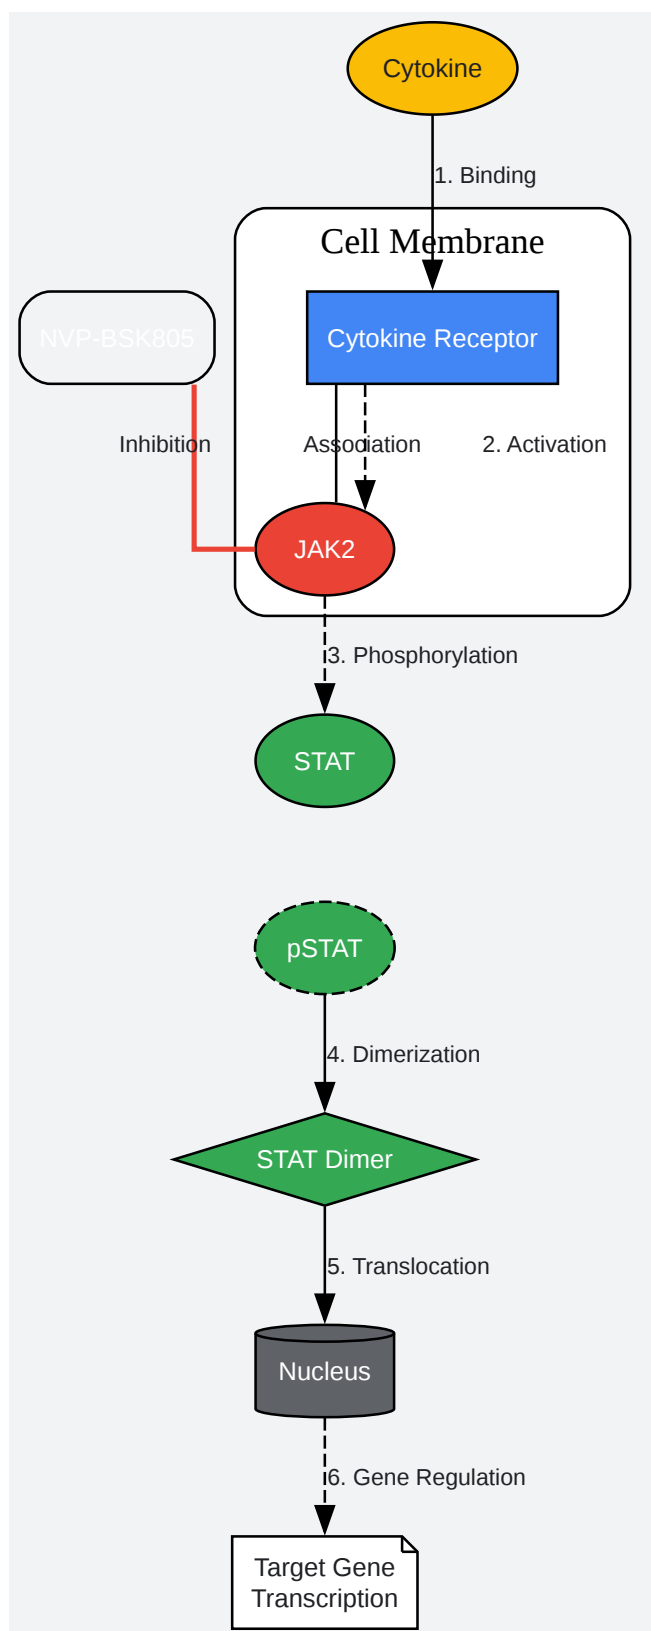 Cytokine
1. Binding
Cell Membrane
NVP-BSK805
Cytokine Receptor
Inhibition
Association
2. Activation
JAK2
3. Phosphorylation
STAT
pSTAT
4. Dimerization
STAT Dimer
5. Translocation
Nucleus
6. Gene Regulation
Target Gene
Transcription